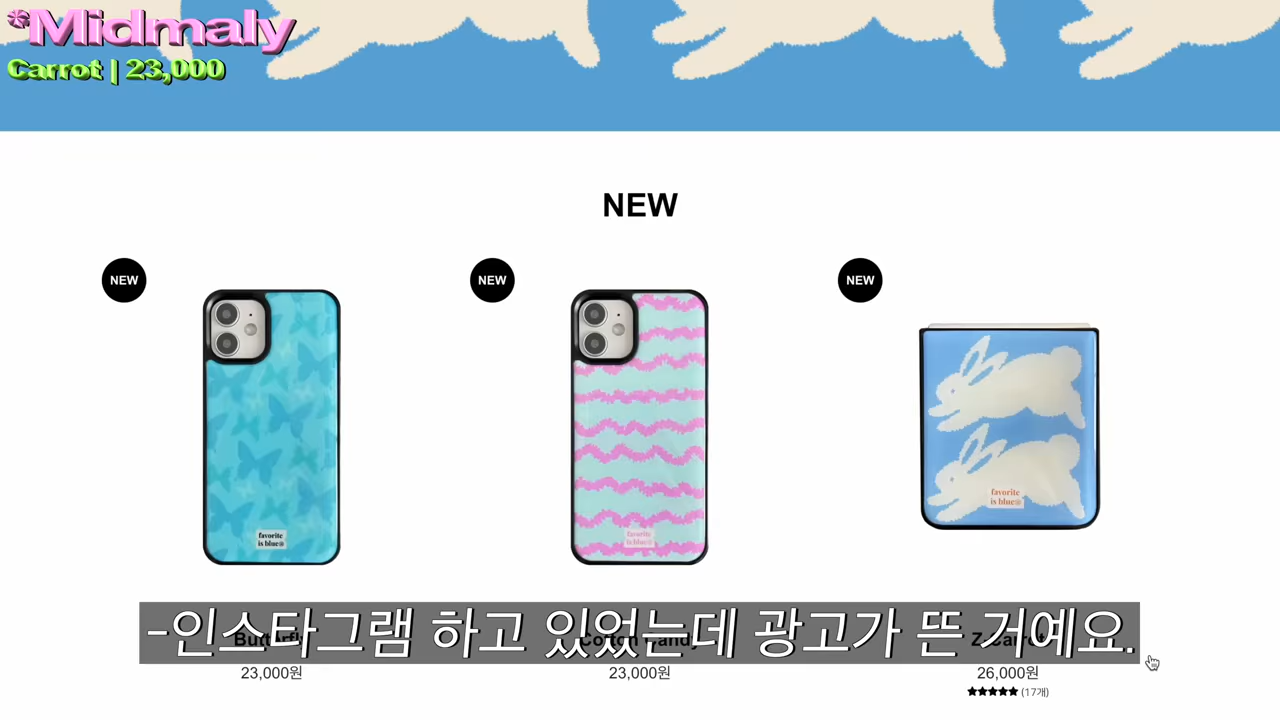 *Midmaly
Carrot | 23,000
NEW
NEW
NEW
NEW
favorite
is blue@
favorite
is blue@
favorite
is blue@
-인스타그램 하고 있었는데 광고가 뜬 거예요.
23,000원
23,000원
26,000원
★★★★★ (17개)